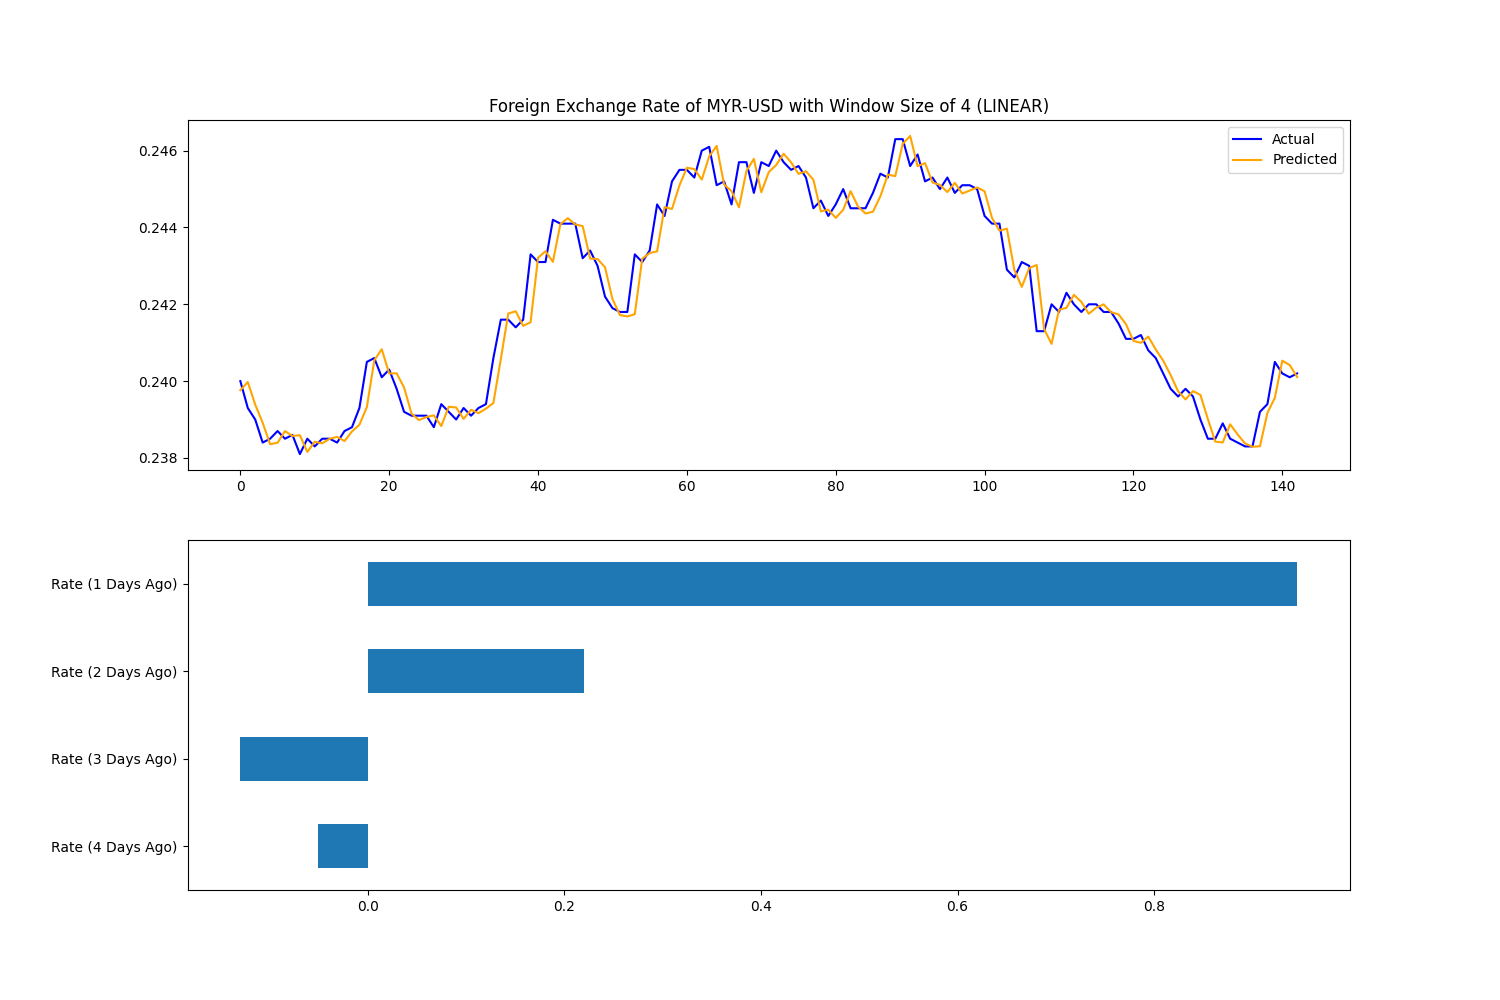 Foreign Exchange Rate of MYR-USD with Window Size of 4 (LINEAR)
Actual
Predicted
0.246
0.244
0.242
0.240
0.238
0 20 40 60 80 100 120 140
Rate (1 Days Ago)
Rate (2 Days Ago)
Rate (3 Days Ago)
Rate (4 Days Ago)
0.0 0.2 0.4 0.6 0.8